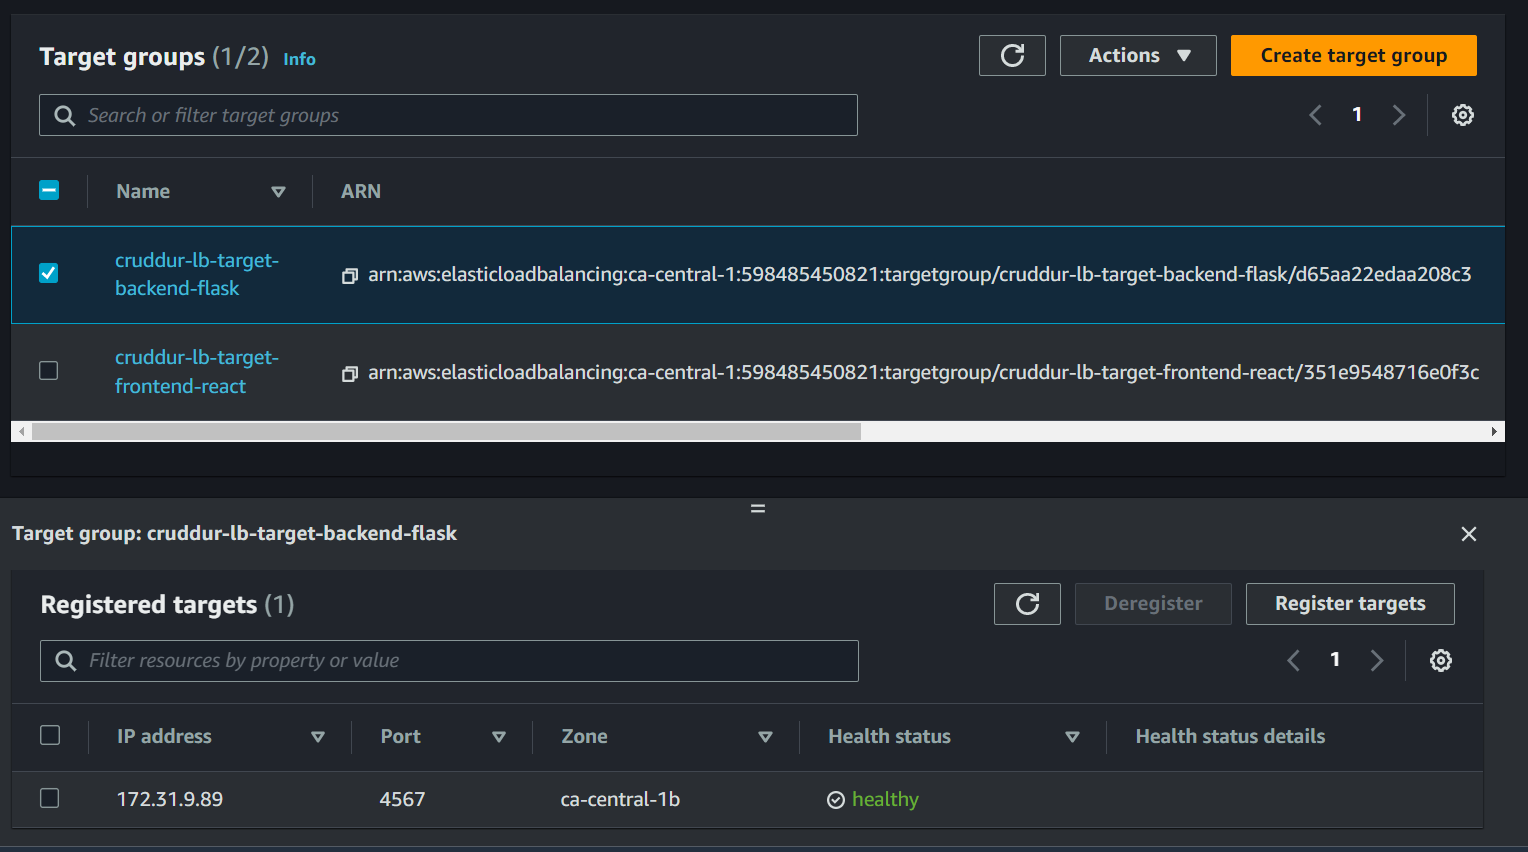 Target groups (1/2) Info
Actions
Create target group
Search or filter target groups
1
Name
ARN
cruddur-lb-target-
backend-flask
arn:aws:elasticloadbalancing:ca-central-1:598485450821:targetgroup/cruddur-lb-target-backend-flask/d65aa22edaa208c3
cruddur-lb-target-
frontend-react
arn:aws:elasticloadbalancing:ca-central-1:598485450821:targetgroup/cruddur-lb-target-frontend-react/351e9548716e0f3c
Target group: cruddur-lb-target-backend-flask
Registered targets (1)
Deregister
Register targets
Filter resources by property or value
1
IP address
Port
Zone
Health status
Health status details
172.31.9.89
4567
ca-central-1b
healthy